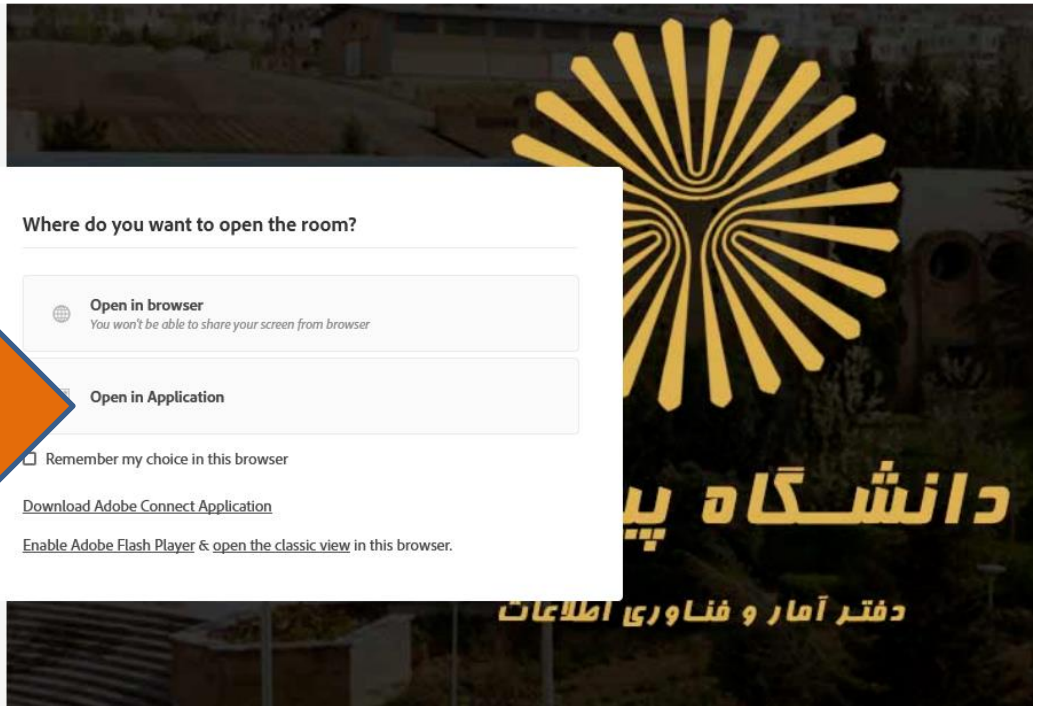 Where do you want to open the room?
Open in browser
You won't be able to share your screen from browser
Open in Application
Remember my choice in this browser
Download Adobe Connect Application
Enable Adobe Flash Player & open the classic view in this browser.
دانشگاه
دفتر آمار و فناوری اطلاعات